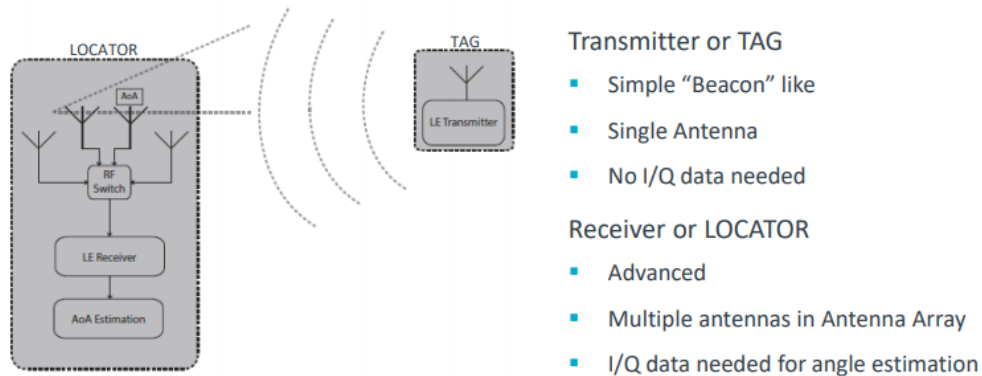 LOCATOR
AoA
RF
Switch
LE Receiver
AoA Estimation
TAG
LE Transmitter
Transmitter or TAG
Simple “Beacon” like
Single Antenna
No I/Q data needed
Receiver or LOCATOR
Advanced
Multiple antennas in Antenna Array
I/Q data needed for angle estimation